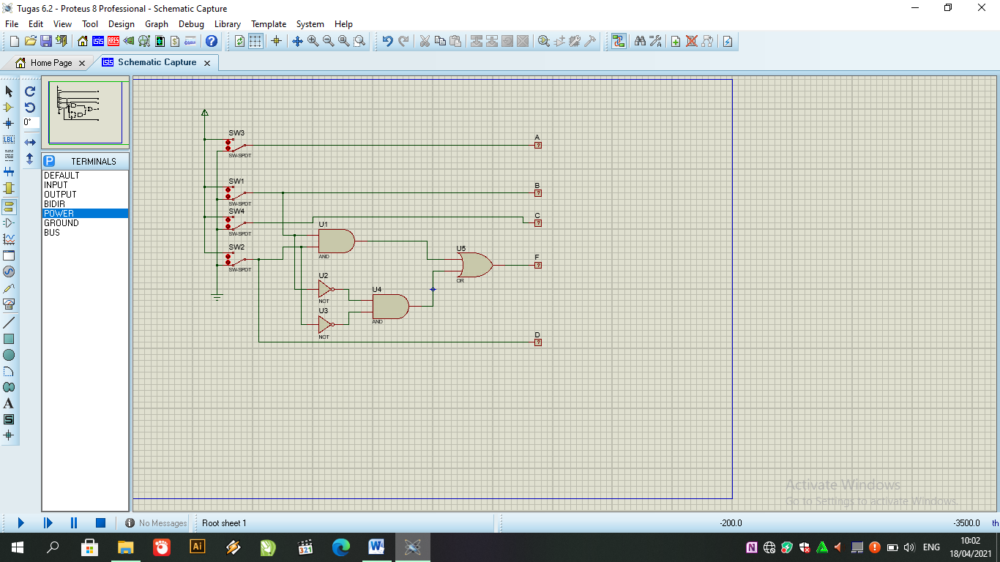 Tugas 6.2 - Proteus 8 Professional - Schematic Capture
File Edit View Tool Design Graph Debug Library Template System Help
Home Page
Schematic Capture
0°
LBL
P TERMINALS
DEFAULT
INPUT
OUTPUT
BIDIR
POWER
GROUND
BUS
A
S
SW3
SW-SPDT
A
?
SW1
SW-SPDT
B
?
SW4
SW-SPDT
C
?
U1
AND
SW2
SW-SPDT
U5
OR
F
?
U2
NOT
U4
AND
U3
NOT
D
?
Activate Windows
Go to Settings to activate Windows.
No Messages
Root sheet 1
-200.0
-3500.0
th
Ai
321
W
N
ENG
10:02
18/04/2021